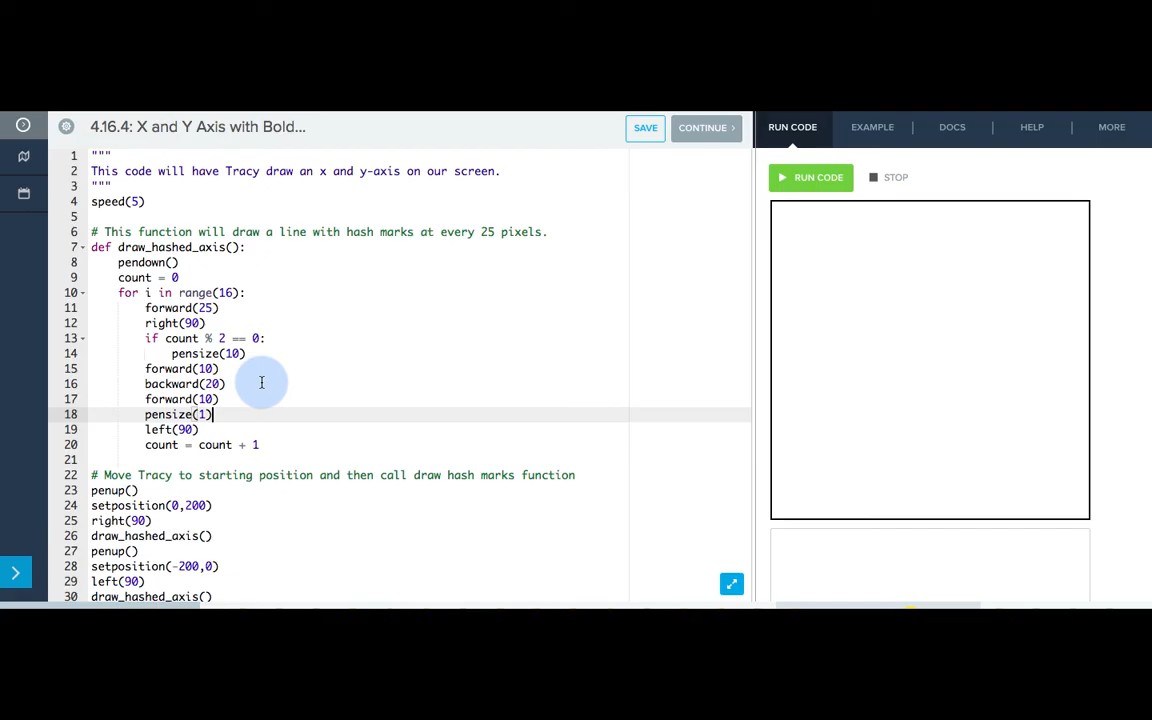 4.16.4: X and Y Axis with Bold...
SAVE
CONTINUE >
RUN CODE
EXAMPLE
DOCS
HELP
MORE
RUN CODE
STOP
1 """
2 This code will have Tracy draw an x and y-axis on our screen.
3 """
4 speed(5)
5
6 # This function will draw a line with hash marks at every 25 pixels.
7 def draw_hashed_axis():
8 pendown()
9 count = 0
10 for i in range(16):
11 forward(25)
12 right(90)
13 if count % 2 == 0:
14 pensize(10)
15 forward(10)
16 backward(20)
17 forward(10)
18 pensize(1)
19 left(90)
20 count = count + 1
21
22 # Move Tracy to starting position and then call draw hash marks function
23 penup()
24 setposition(0,200)
25 right(90)
26 draw_hashed_axis()
27 penup()
28 setposition(-200,0)
29 left(90)
30 draw_hashed_axis()